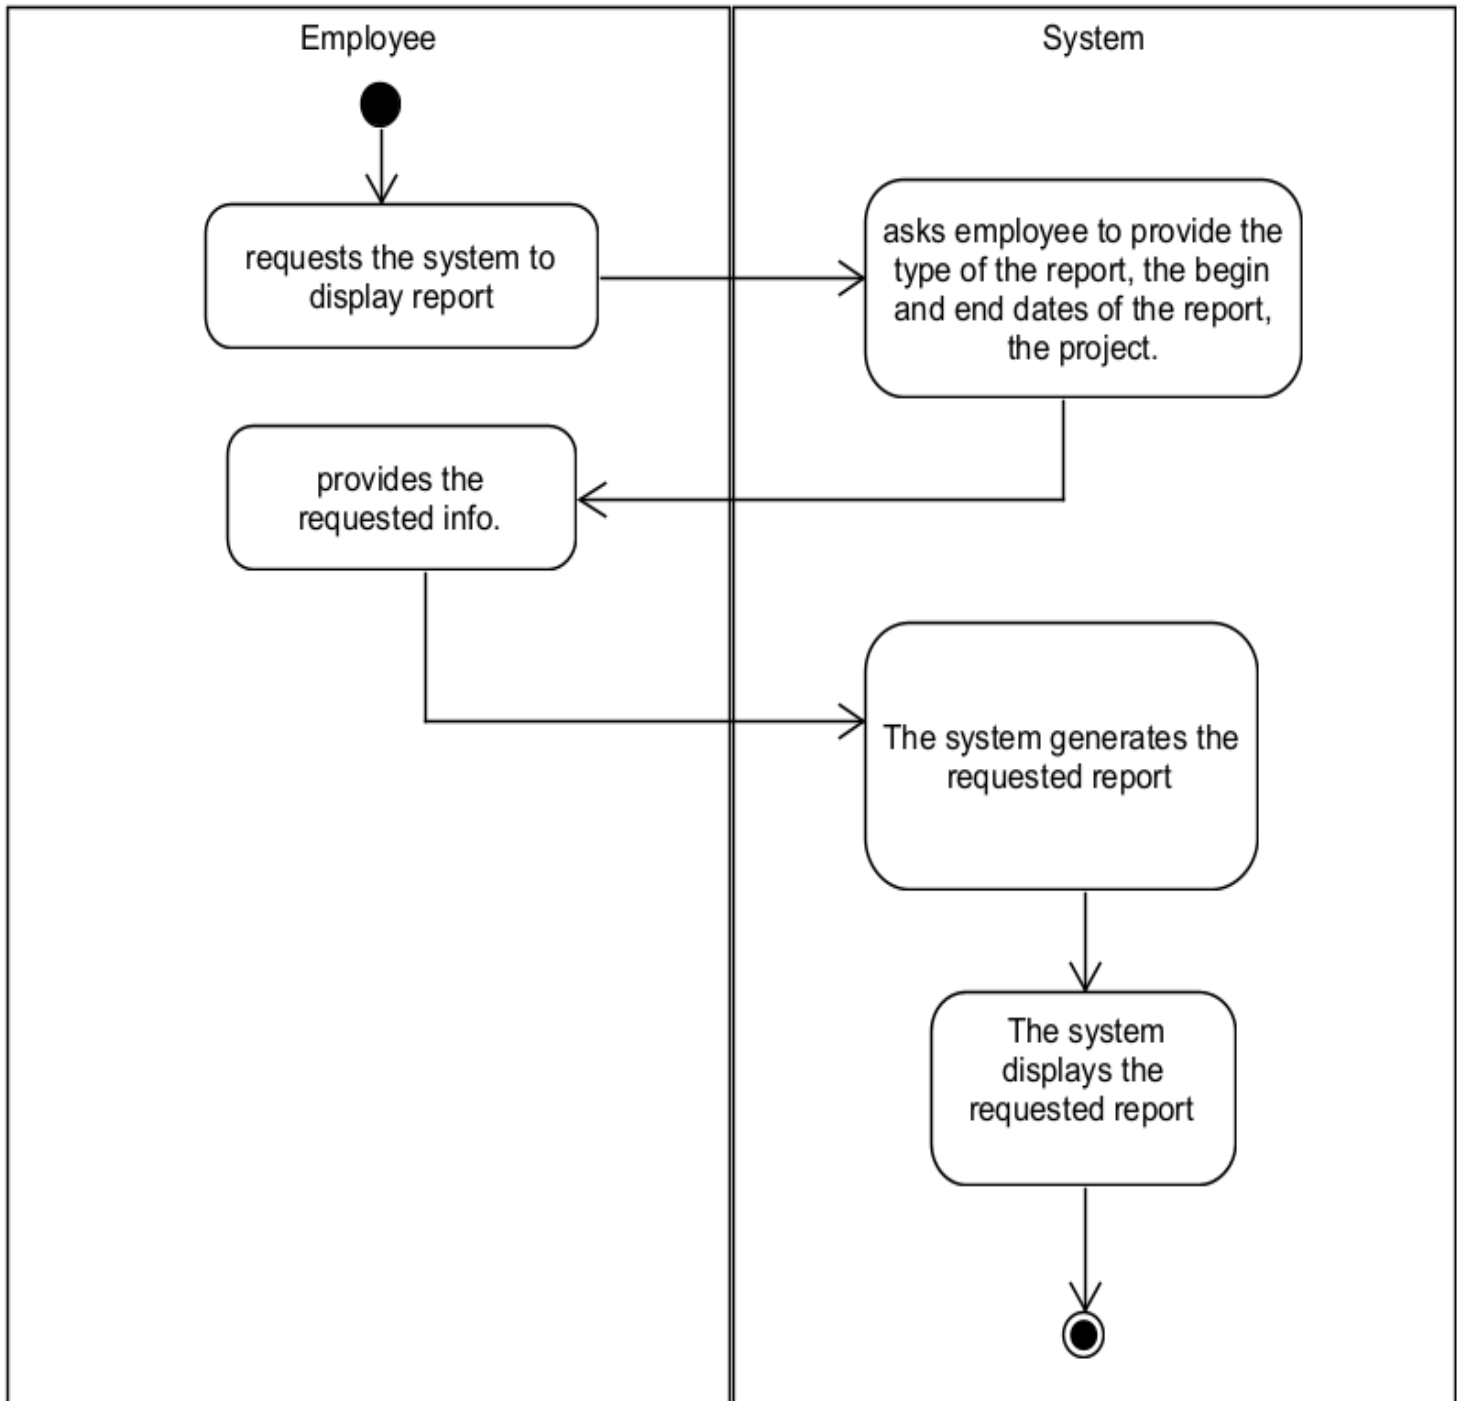 Employee
System
requests the system to
display report
asks employee to provide the
type of the report, the begin
and end dates of the report,
the project.
provides the
requested info.
The system generates the
requested report
The system
displays the
requested report